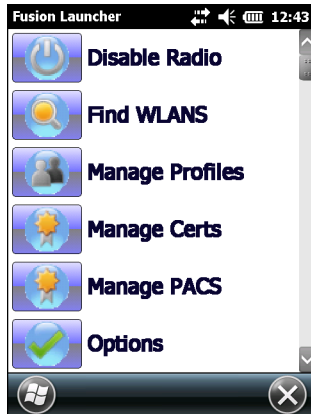 Fusion Launcher 12:43
Disable Radio
Find WLANS
Manage Profiles
Manage Certs
Manage PACS
Options